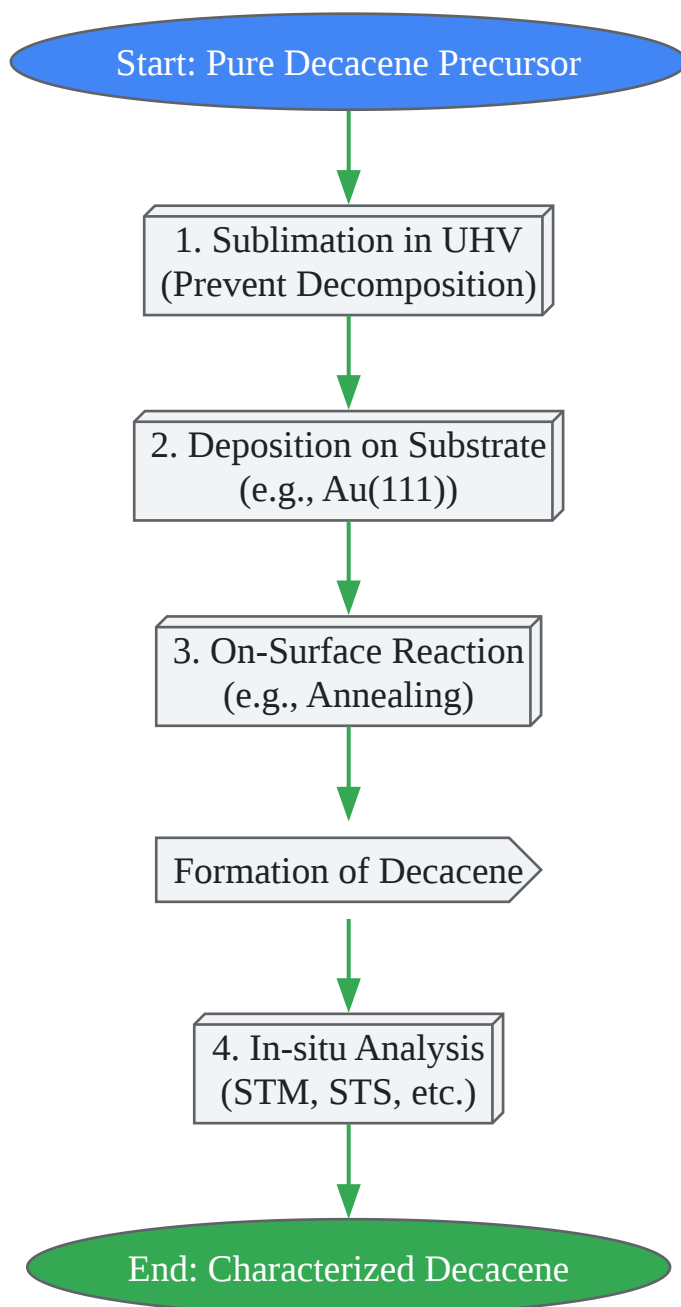 Start: Pure Decacene Precursor
1. Sublimation in UHV
(Prevent Decomposition)
2. Deposition on Substrate
(e.g., Au(111))
3. On-Surface Reaction
(e.g., Annealing)
Formation of Decacene
4. In-situ Analysis
(STM, STS, etc.)
End: Characterized Decacene